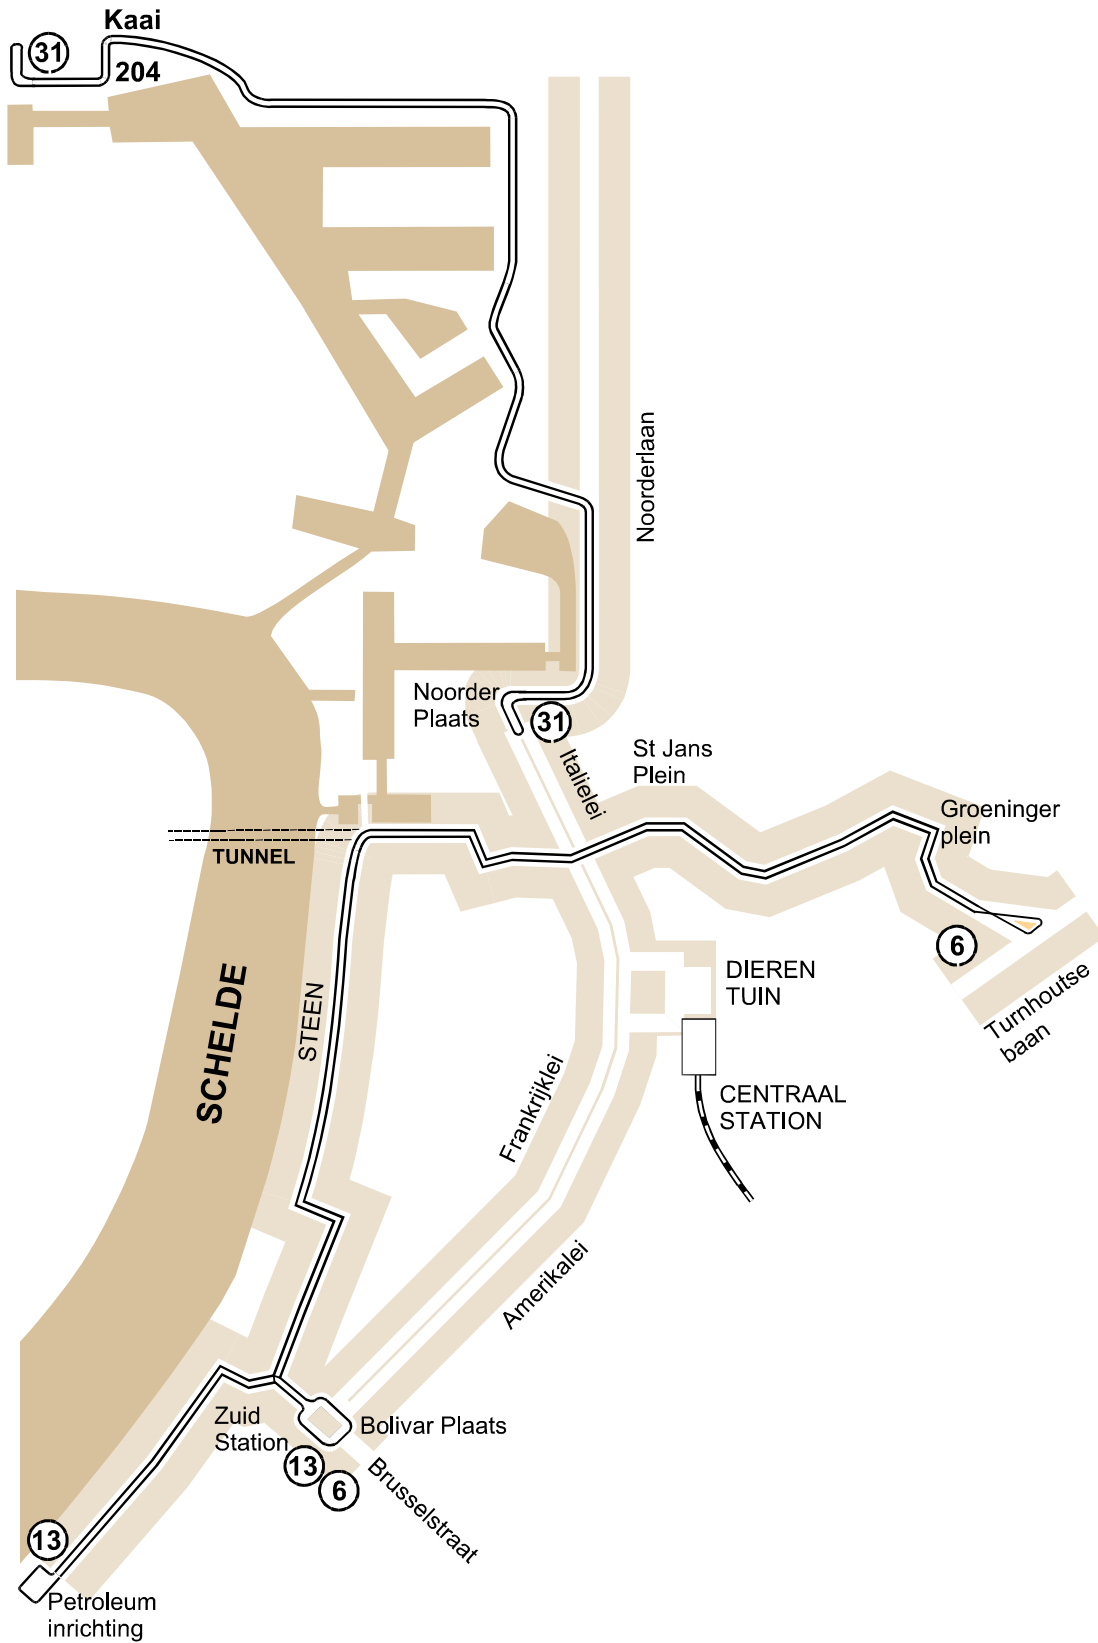 Kaai
31
204
Noorderlaan
Noorder
Plaats
31
Italielei
St Jans
Plein
Groeninger
plein
TUNNEL
6
DIEREN
TUIN
Turnhoutse
baan
SCHELDE
STEEN
Frankrijklei
CENTRAAL
STATION
Amerikalei
Zuid
Station
Bolivar Plaats
13
6
Brusselstraat
13
Petroleum
inrichting